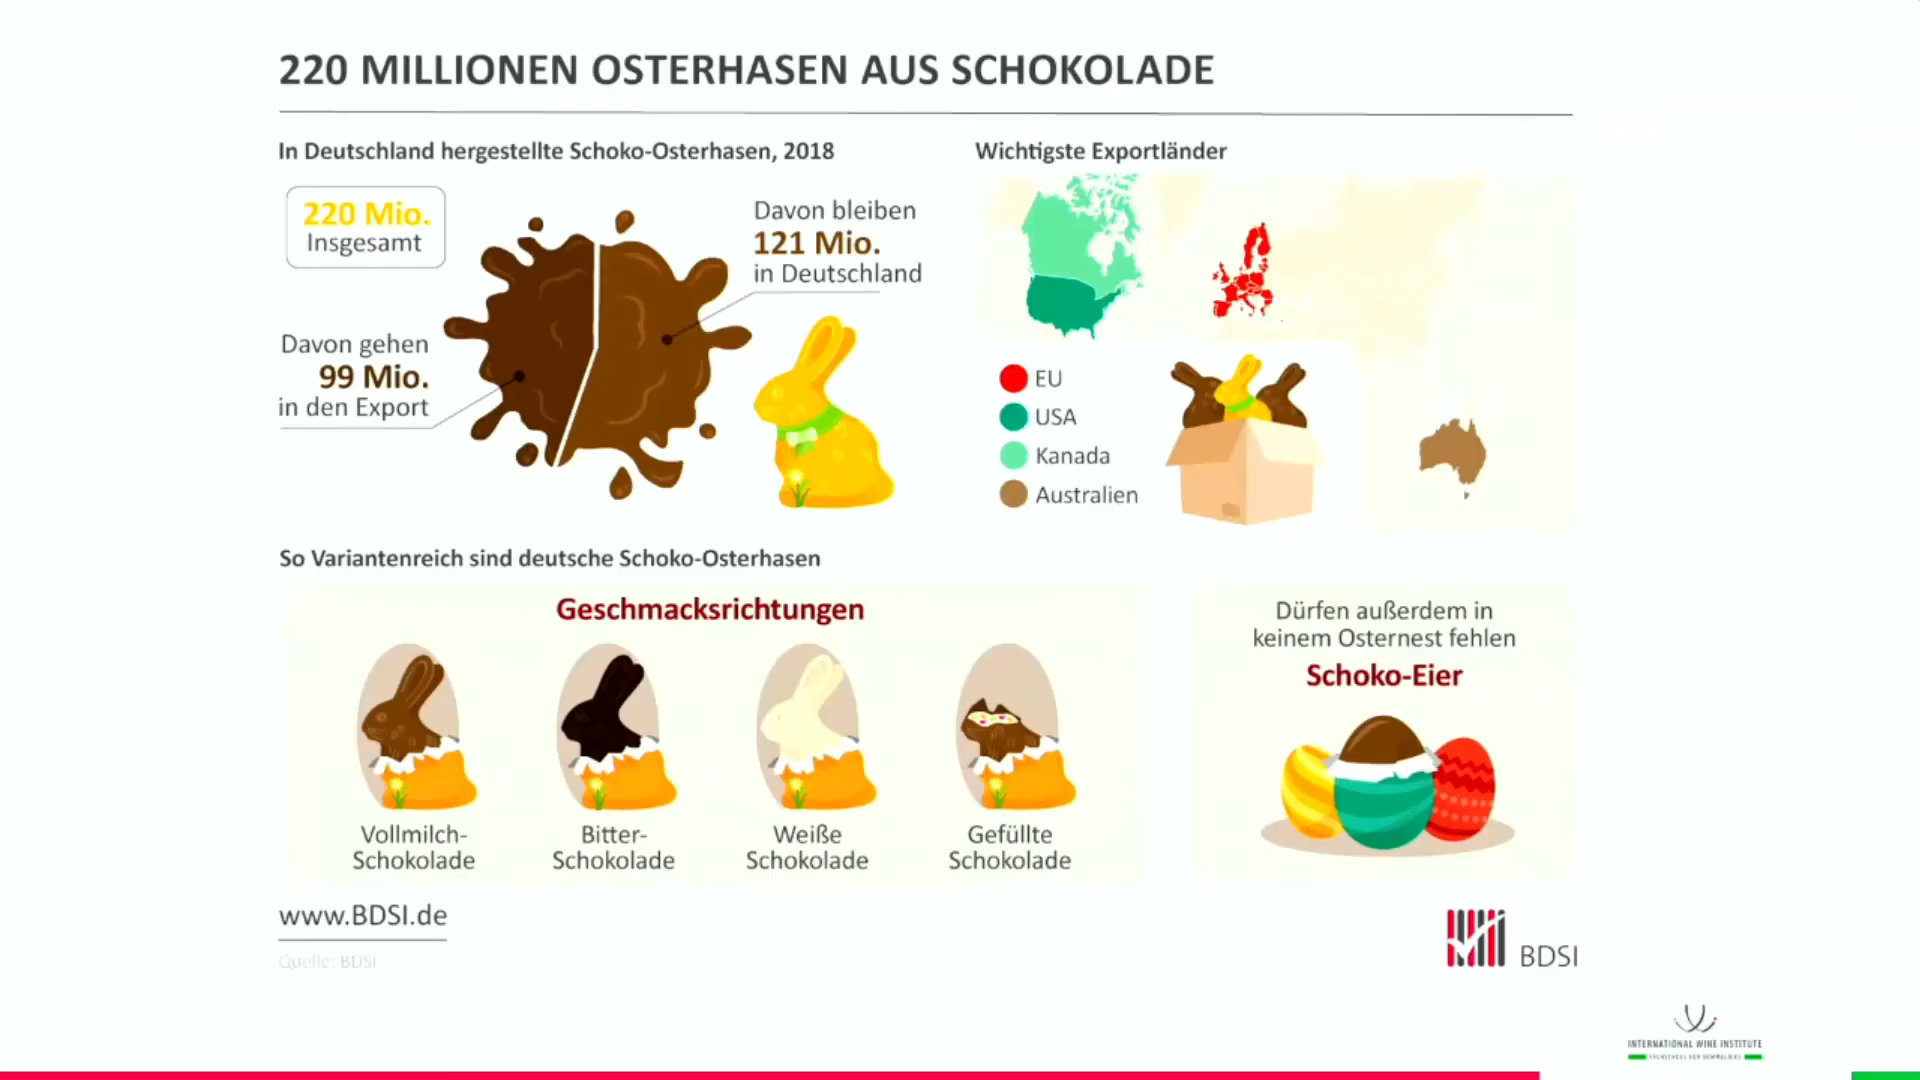 220 MILLIONEN OSTERHASEN AUS SCHOKOLADE
In Deutschland hergestellte Schoko-Osterhasen, 2018
220 Mio.
Insgesamt
Davon bleiben
121 Mio.
in Deutschland
Davon gehen
99 Mio.
in den Export
Wichtigste Exportländer
EU
USA
Kanada
Australien
So Variantenreich sind deutsche Schoko-Osterhasen
Geschmacksrichtungen
Vollmilch-
Schokolade
Bitter-
Schokolade
Weiße
Schokolade
Gefüllte
Schokolade
Dürfen außerdem in
keinem Osternest fehlen
Schoko-Eier
www.BDSI.de
Quelle: BDSI
BDSI
INTERNATIONAL WINE INSTITUTE